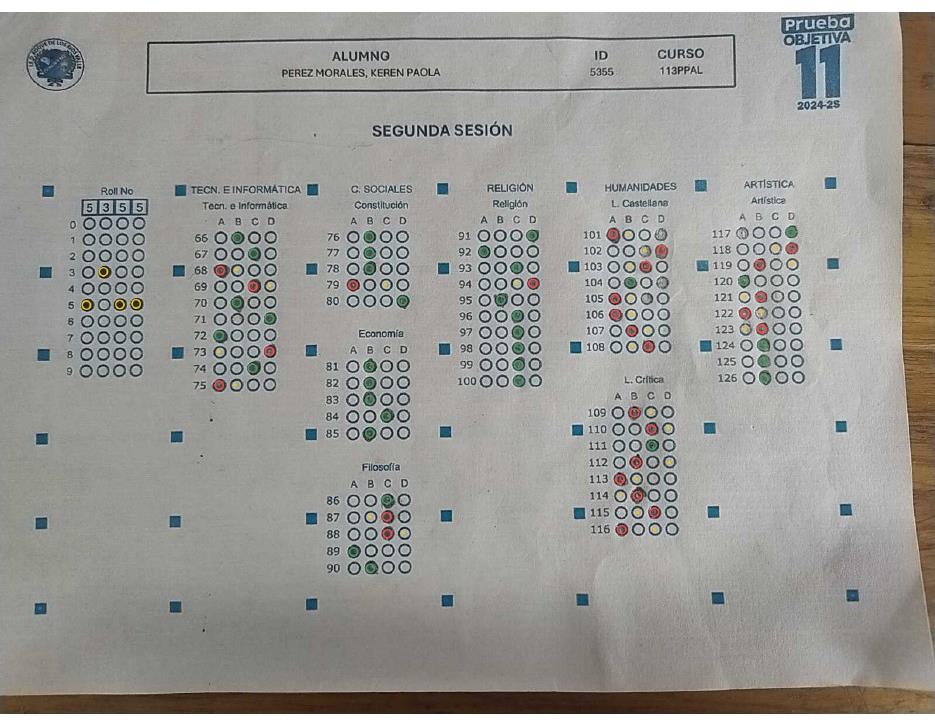 Prueba
OBJETIVA
11
2024-2S
ALUMNO ID CURSO
PEREZ MORALES, KEREN PAOLA 5355 113PPAL
SEGUNDA SESIÓN
Roll No
5 3 5 5
0
1
2
3
4
5
6
7
8
9
TECN. E INFORMÁTICA
Tecn. e Informática
A B C D
66
67
68
69
70
71
72
73
74
75
C. SOCIALES
Constitución
A B C D
76
77
78
79
80
Economía
A B C D
81
82
83
84
85
Filosofía
A B C D
86
87
88
89
90
RELIGIÓN
Religión
A B C D
91
92
93
94
95
96
97
98
99
100
HUMANIDADES
L. Castellana
A B C D
101
102
103
104
105
106
107
108
L. Crítica
A B C D
109
110
111
112
113
114
115
116
ARTÍSTICA
Artística
A B C D
117
118
119
120
121
122
123
124
125
126